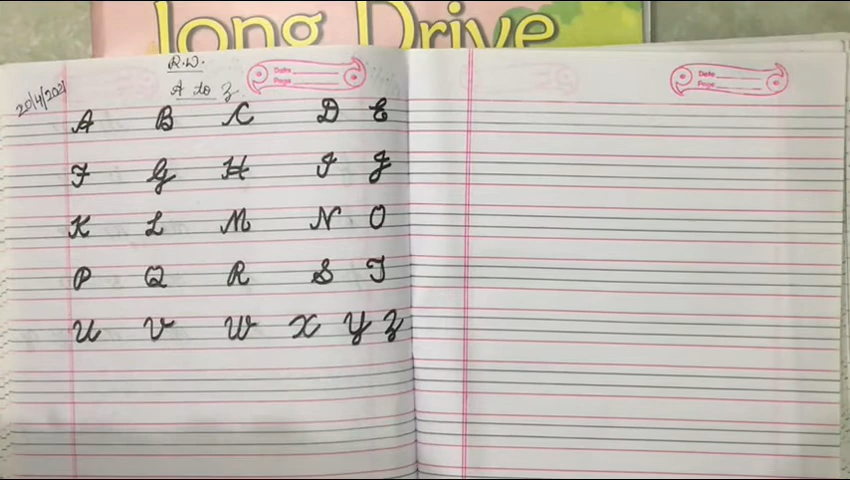 Long Drive
R.W.
Date
Page
Date
Page
20/4/2021
A to Z
A B C D E
F G H I J
K L M N O
P Q R S T
U V W X Y Z